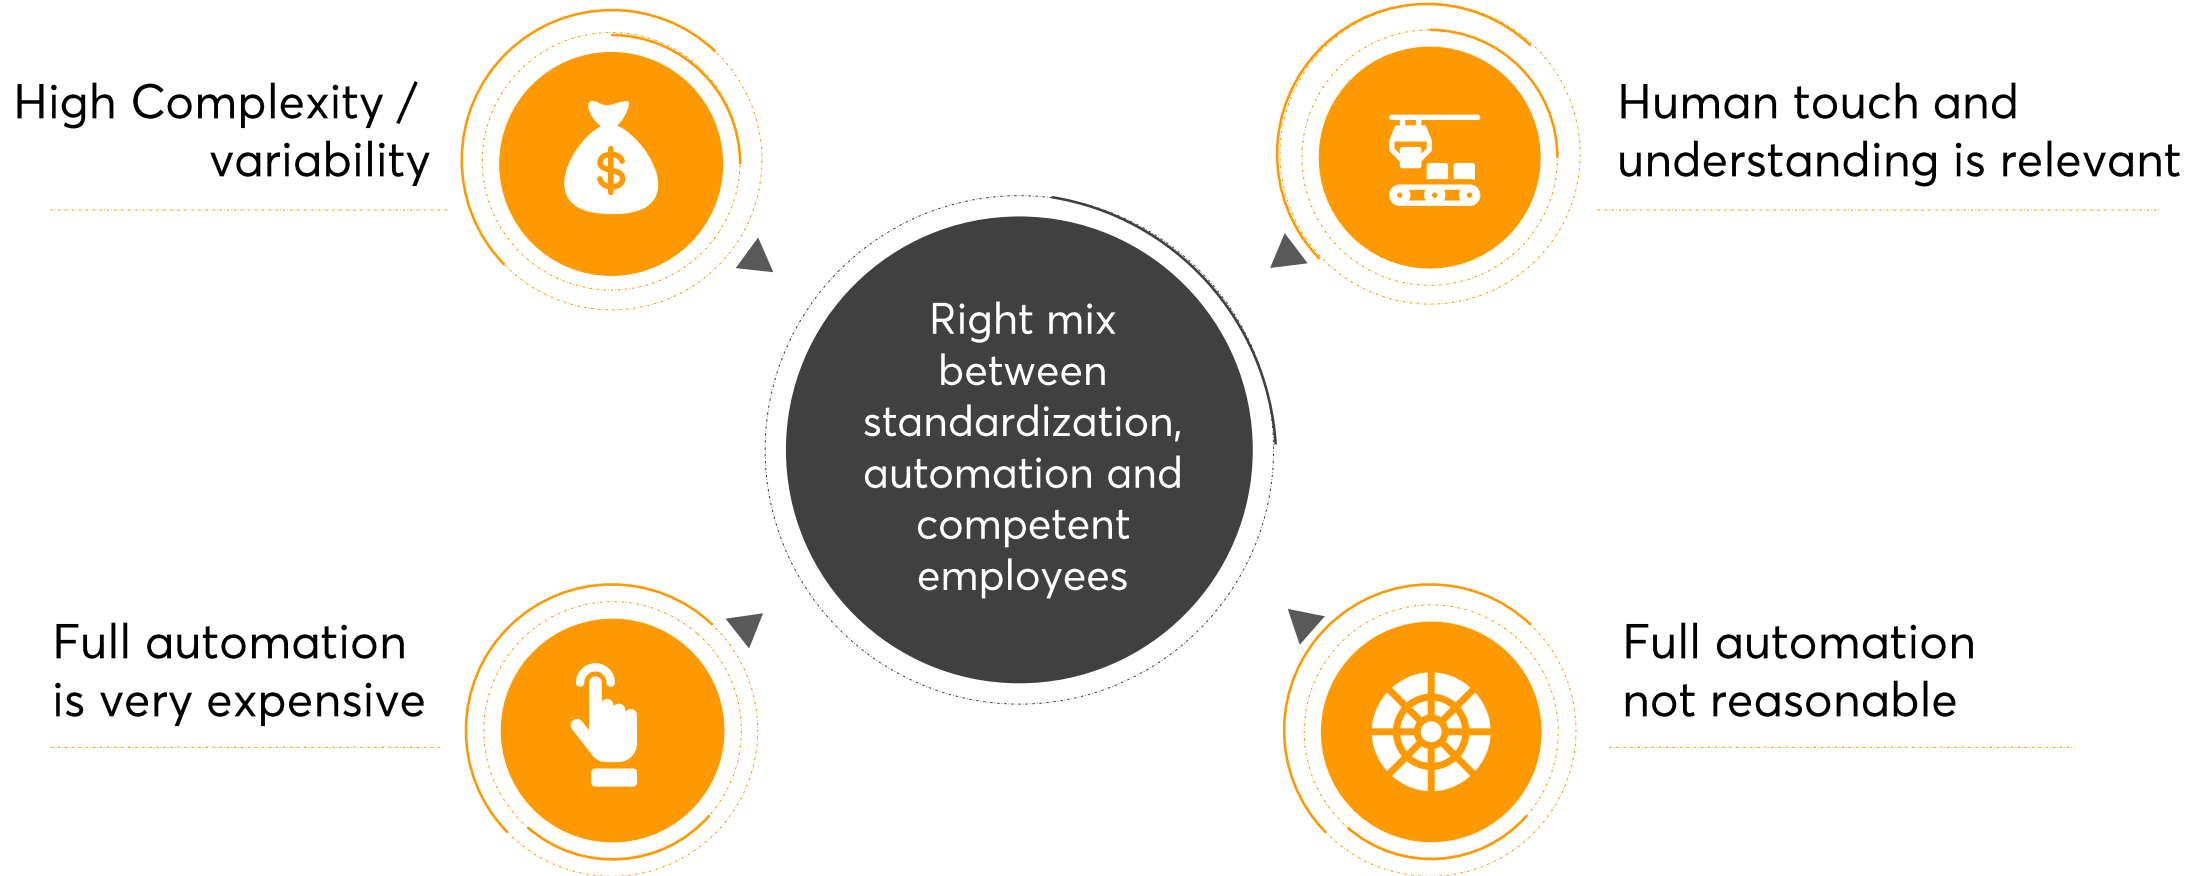 High Complexity /
variability
Human touch and
understanding is relevant
Right mix
between
standardization,
automation and
competent
employees
Full automation
is very expensive
Full automation
not reasonable